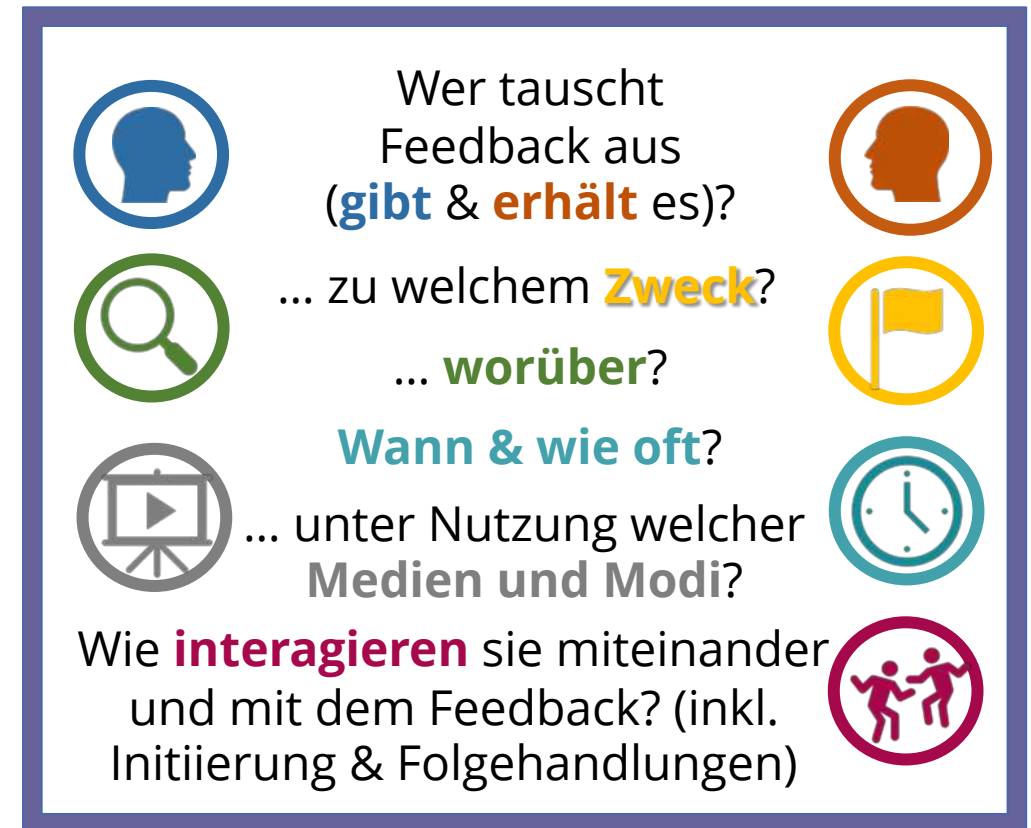 Wer tauscht
Feedback aus
(gibt & erhält es)?
... zu welchem Zweck?
... worüber?
Wann & wie oft?
... unter Nutzung welcher
Medien und Modi?
Wie interagieren sie miteinander
und mit dem Feedback? (inkl.
Initiierung & Folgehandlungen)